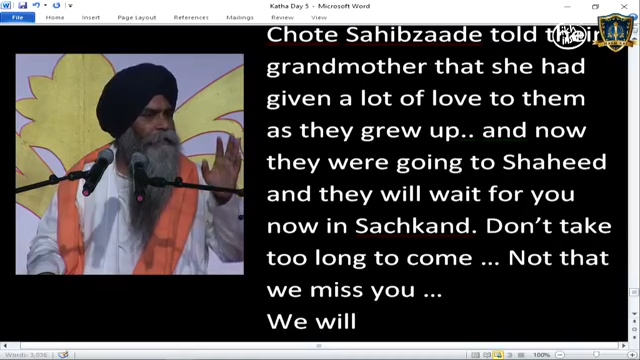 Katha Day 5 - Microsoft Word
File Home Insert Page Layout References Mailings Review View
Chote Sahibzaade told
grandmother that she had
given a lot of love to them
as they grew up.. and now
they were going to Shaheed
and they will wait for you
now in Sachkand. Don't take
too long to come ... Not that
we miss you ...
We will
Words: 3,036
100%